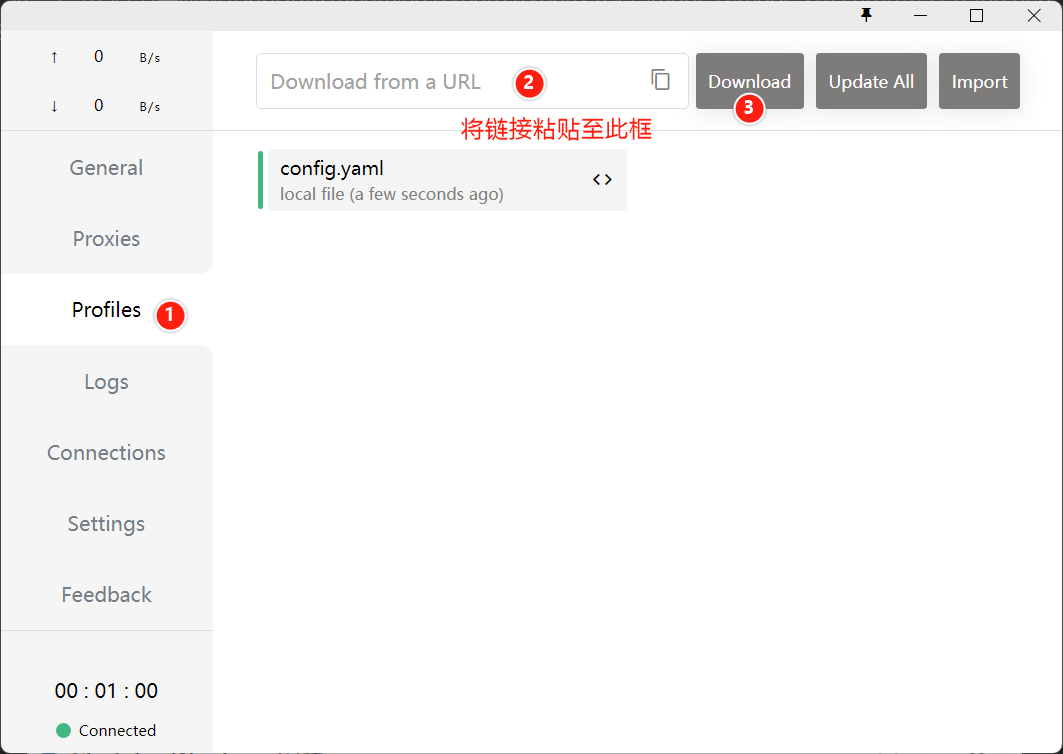 ↑ 0 B/s
↓ 0 B/s
Download from a URL 2
Download
3
Update All
Import
将链接粘贴至此框
config.yaml
local file (a few seconds ago)
General
Proxies
Profiles 1
Logs
Connections
Settings
Feedback
00 : 01 : 00
Connected